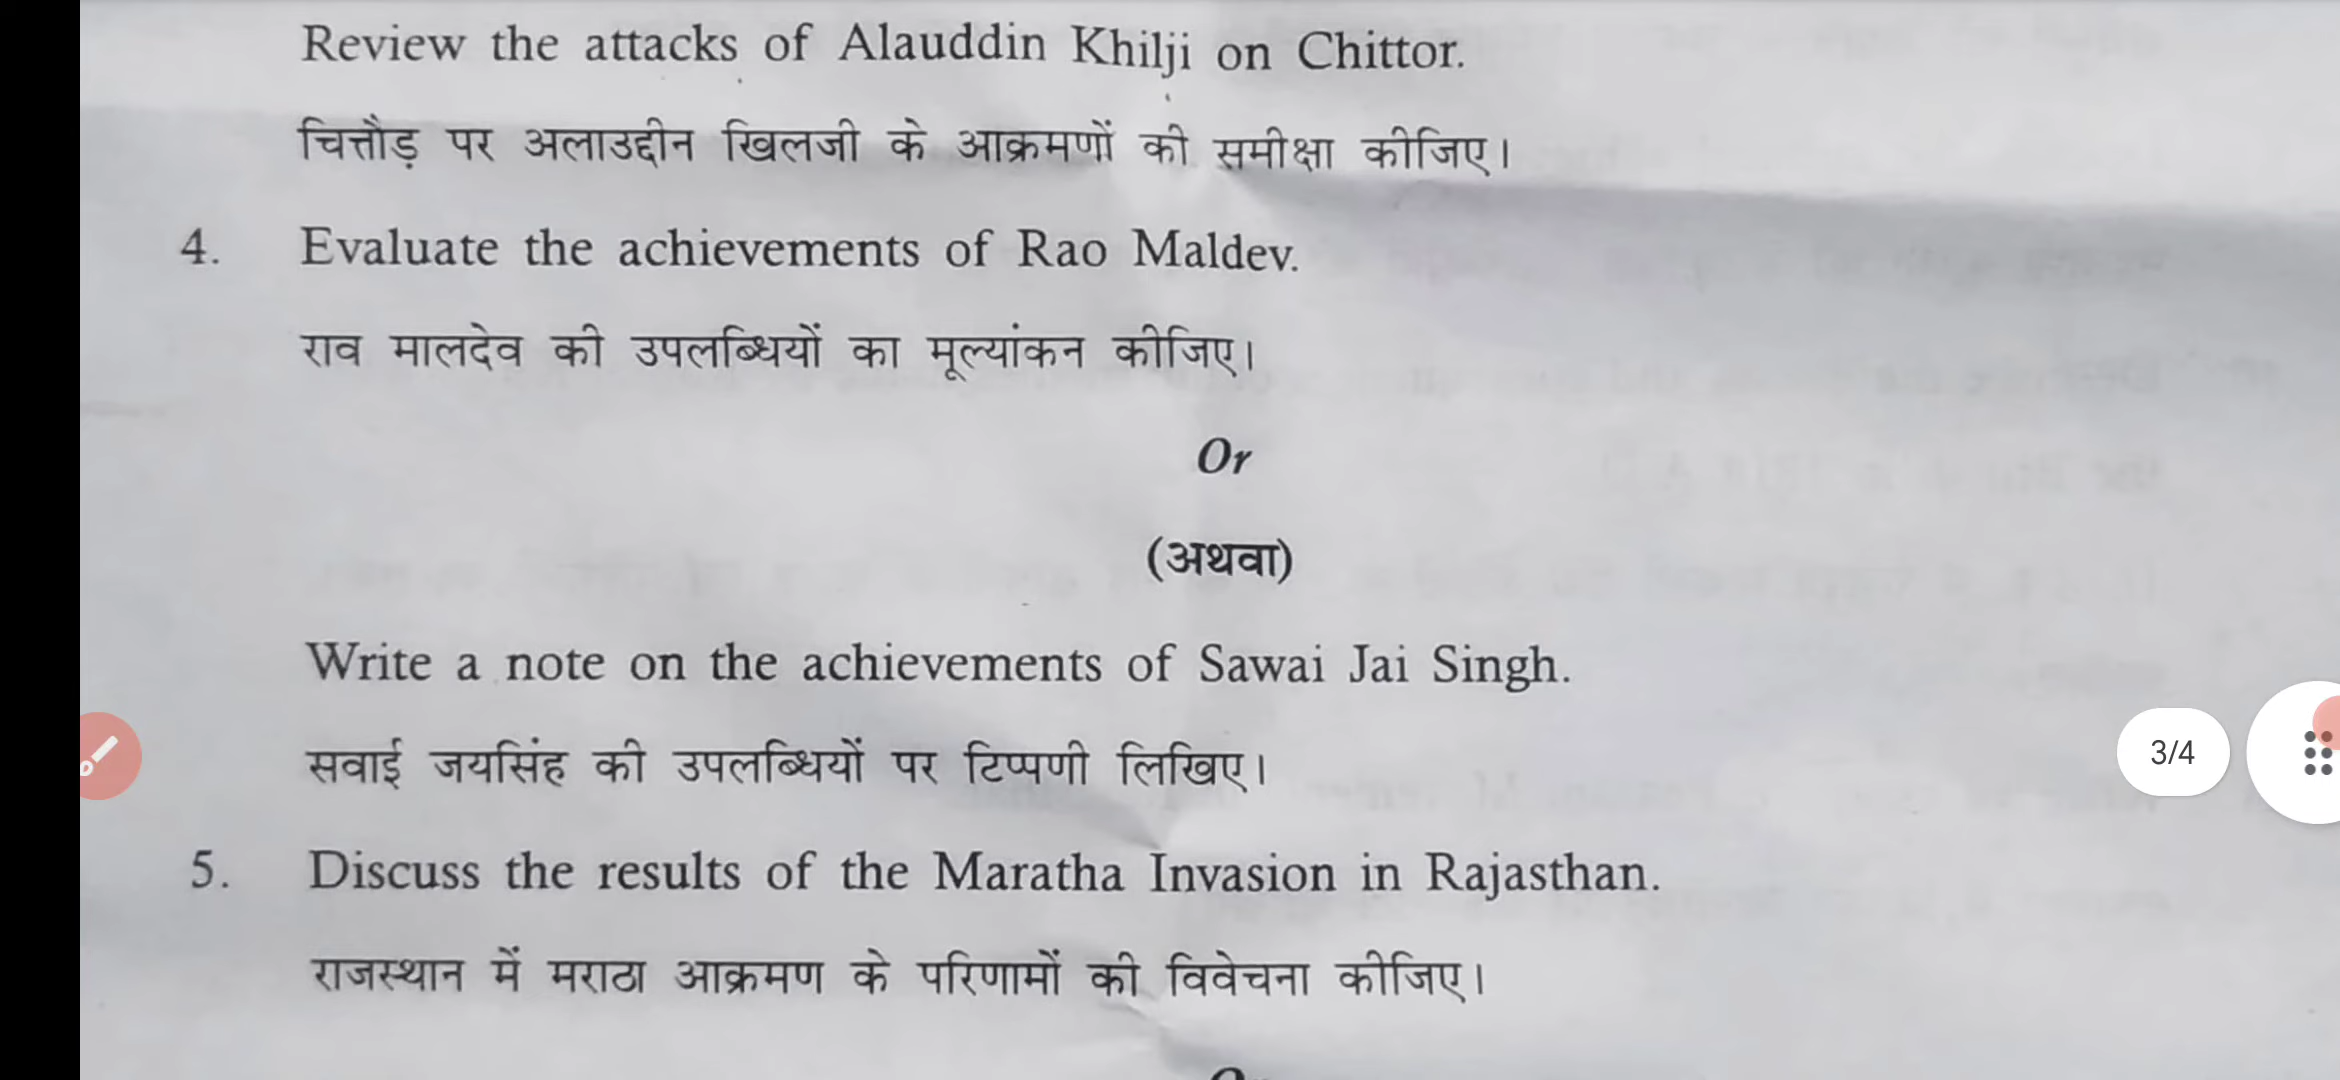 Review the attacks of Alauddin Khilji on Chittor.
चित्तौड़ पर अलाउद्दीन खिलजी के आक्रमणों की समीक्षा कीजिए।
4. Evaluate the achievements of Rao Maldev.
राव मालदेव की उपलब्धियों का मूल्यांकन कीजिए।
Or
(अथवा)
Write a note on the achievements of Sawai Jai Singh.
सवाई जयसिंह की उपलब्धियों पर टिप्पणी लिखिए।
3/4
5. Discuss the results of the Maratha Invasion in Rajasthan.
राजस्थान में मराठा आक्रमण के परिणामों की विवेचना कीजिए।